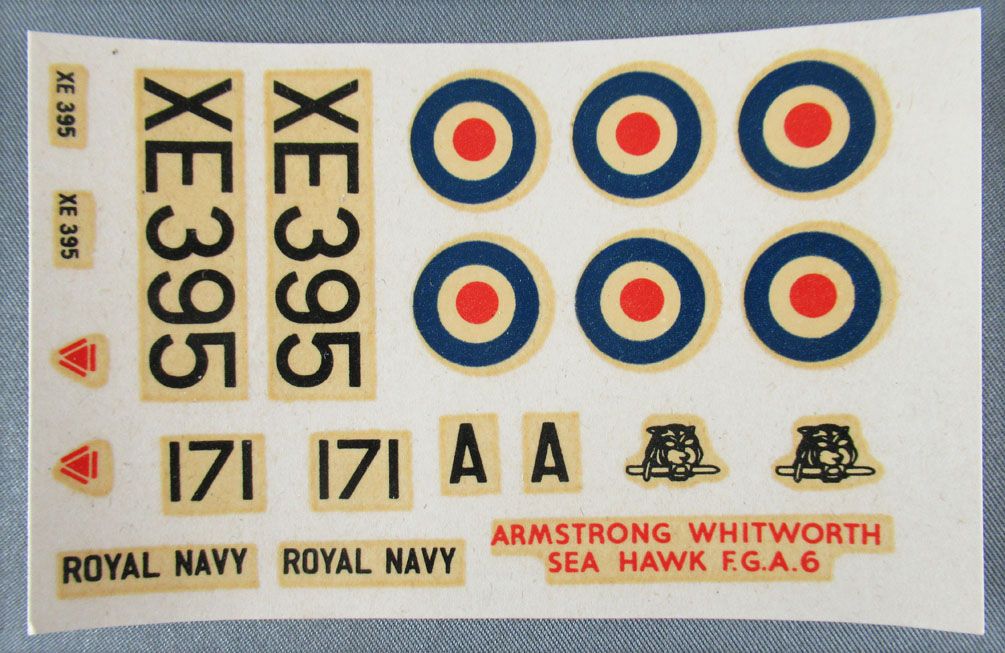 XE 395
XE 395
XE395
XE395
171
171
A
A
ROYAL NAVY
ROYAL NAVY
ARMSTRONG WHITWORTH
SEA HAWK F.G.A.6